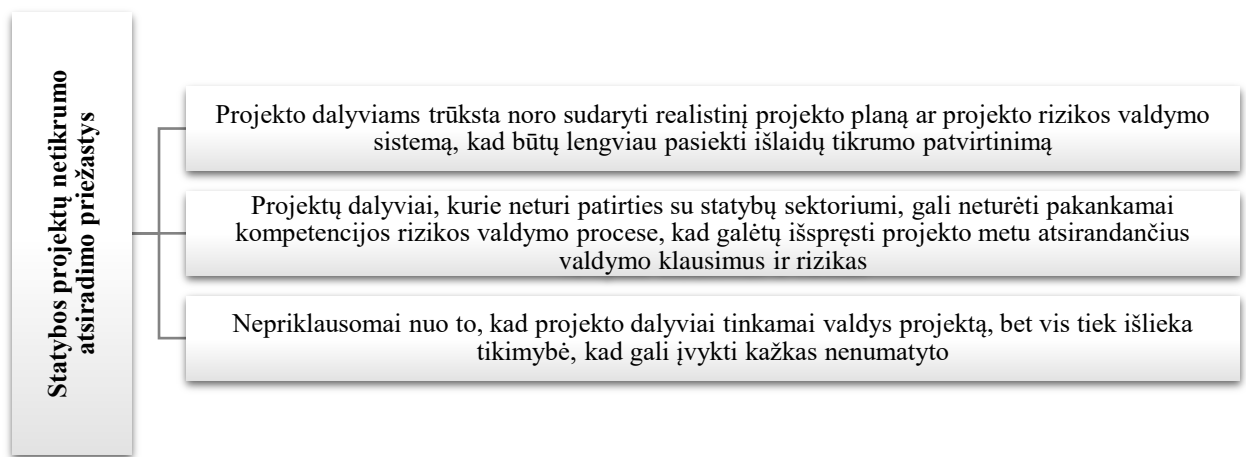 Statybos projektų netikrumo
atsiradimo priežastys
Projekto dalyviams trūksta noro sudaryti realistinį projekto planą ar projekto rizikos valdymo
sistemą, kad būtų lengviau pasiekti išlaidų tikrumo patvirtinimą
Projektų dalyviai, kurie neturi patirties su statybų sektoriumi, gali neturėti pakankamai
kompetencijos rizikos valdymo procese, kad galėtų išspręsti projekto metu atsirandančius
valdymo klausimus ir rizikas
Nepriklausomai nuo to, kad projekto dalyviai tinkamai valdys projektą, bet vis tiek išlieka
tikimybė, kad gali įvykti kažkas nenumatyto